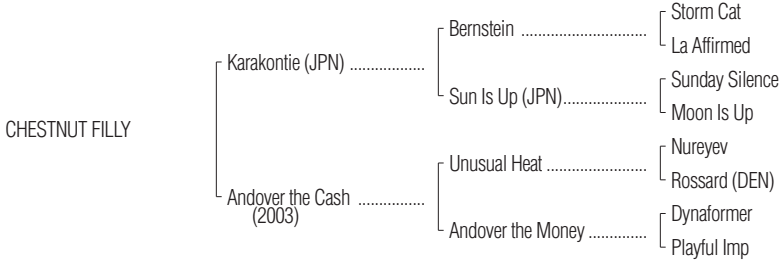 Storm Cat
Bernstein ..............................
La Affirmed
Karakontie (JPN) ..................
Sunday Silence
Sun Is Up (JPN)....................
Moon Is Up
CHESTNUT FILLY
Nureyev
Unusual Heat ........................
Rossard (DEN)
Andover the Cash ................
(2003)
Dynaformer
Andover the Money ..............
Playful Imp